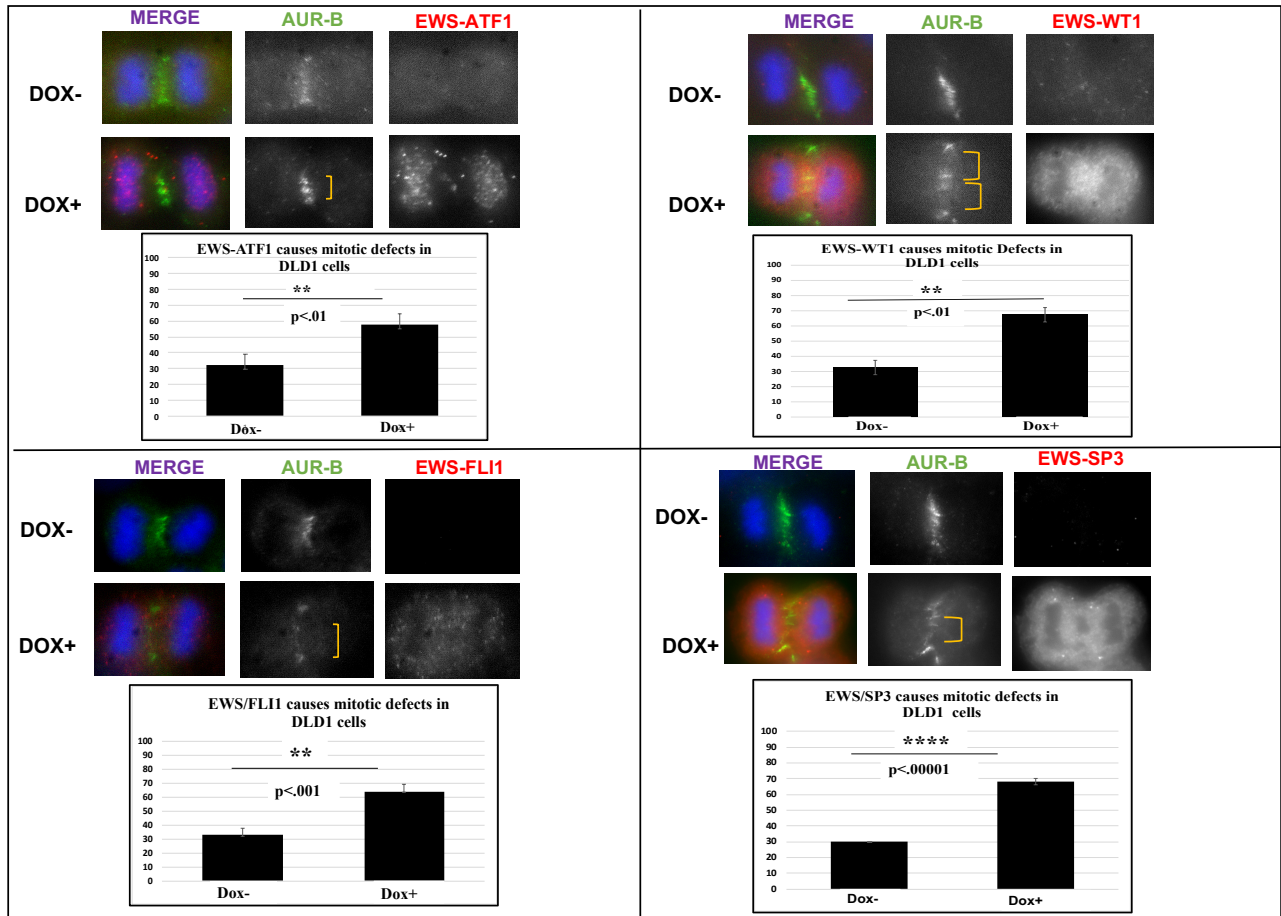 MERGE AUR-B EWS-ATF1
DOX-
DOX+
EWS-ATF1 causes mitotic defects in
DLD1 cells
100
90
80
70
60
50
40
30
20
10
0
**
p<.01
Dox- Dox+
MERGE AUR-B EWS-WT1
DOX-
DOX+
EWS-WT1 causes mitotic Defects in
DLD1 cells
100
90
80
70
60
50
40
30
20
10
0
**
p<.01
Dox- Dox+
MERGE AUR-B EWS-FLI1
DOX-
DOX+
EWS/FLI1 causes mitotic defects in
DLD1 cells
100
90
80
70
60
50
40
30
20
10
0
**
p<.001
Dox- Dox+
MERGE AUR-B EWS-SP3
DOX-
DOX+
EWS/SP3 causes mitotic defects in
DLD1 cells
100
90
80
70
60
50
40
30
20
10
0
****
p<.00001
Dox- Dox+